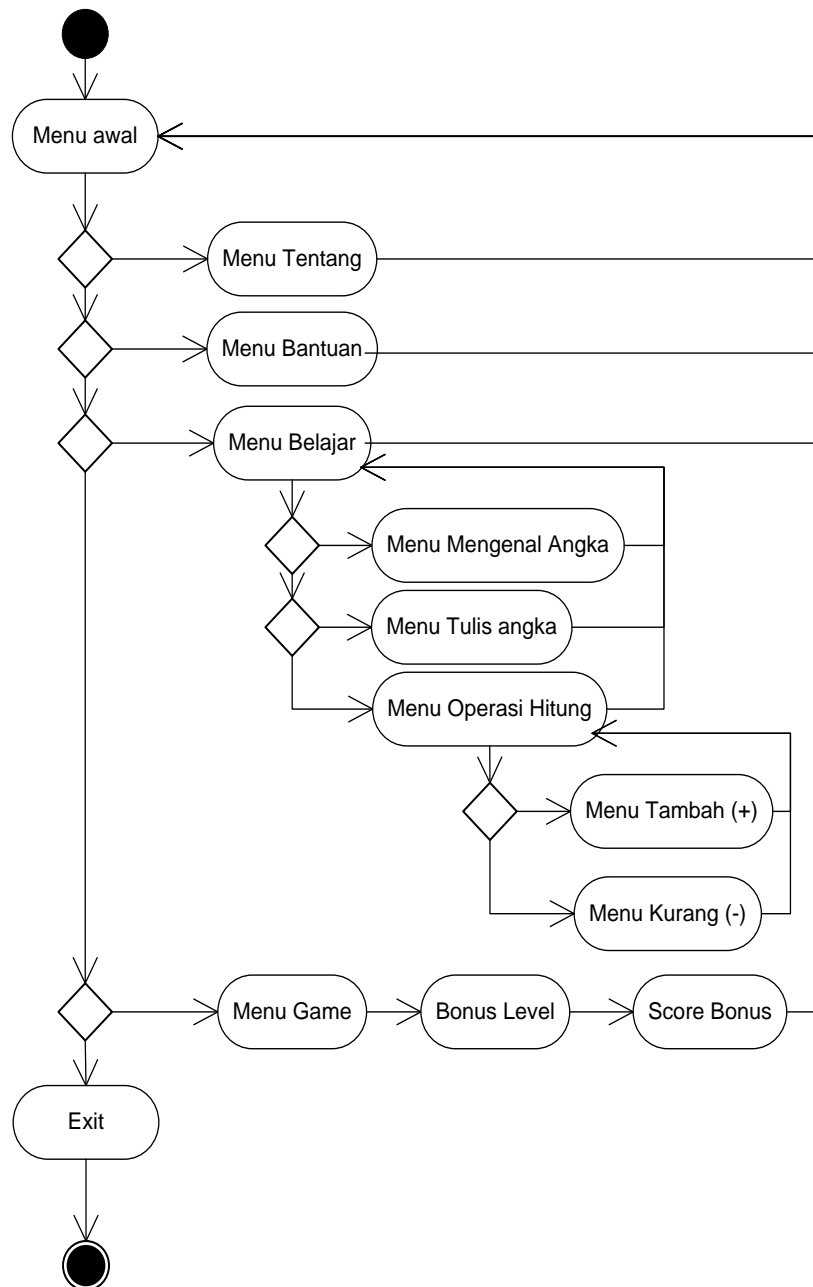 Menu awal
Menu Tentang
Menu Bantuan
Menu Belajar
Menu Mengenal Angka
Menu Tulis angka
Menu Operasi Hitung
Menu Tambah (+)
Menu Kurang (-)
Menu Game
Bonus Level
Score Bonus
Exit